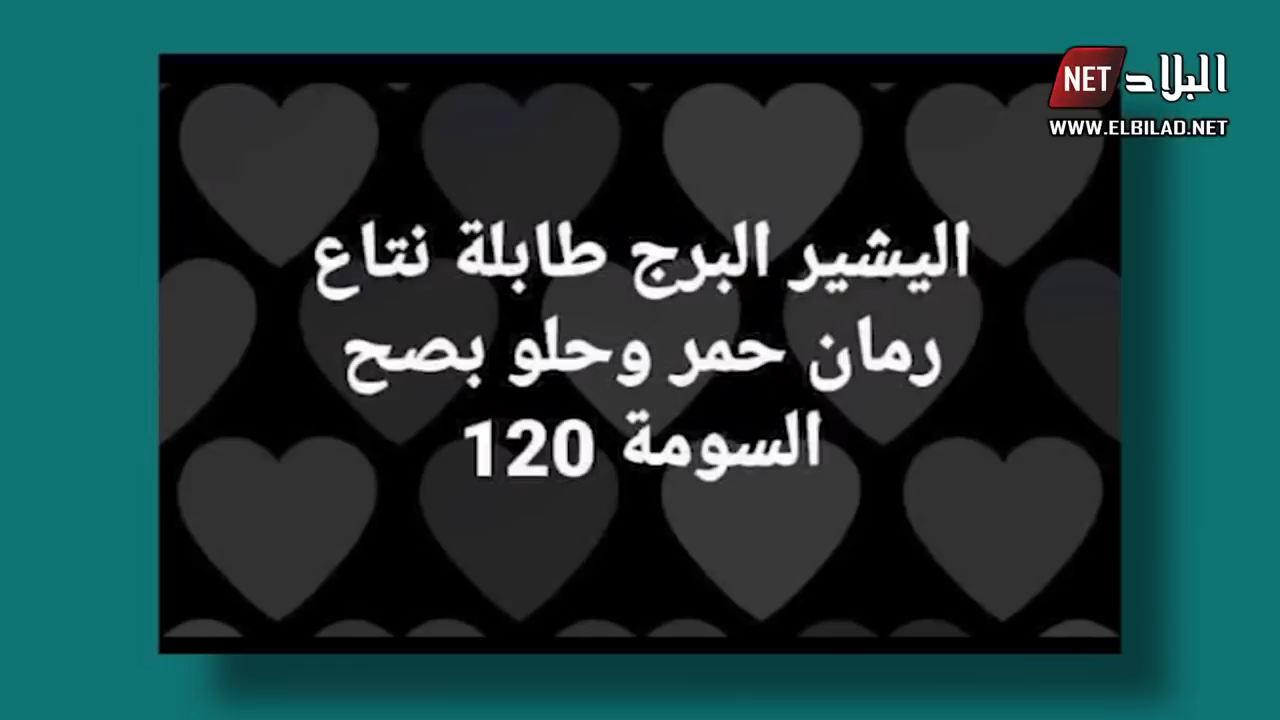 البلاد NET
WWW.ELBILAD.NET
اليشير البرج طابلة نتاع
رمان حمر وحلو بصح
السومة 120